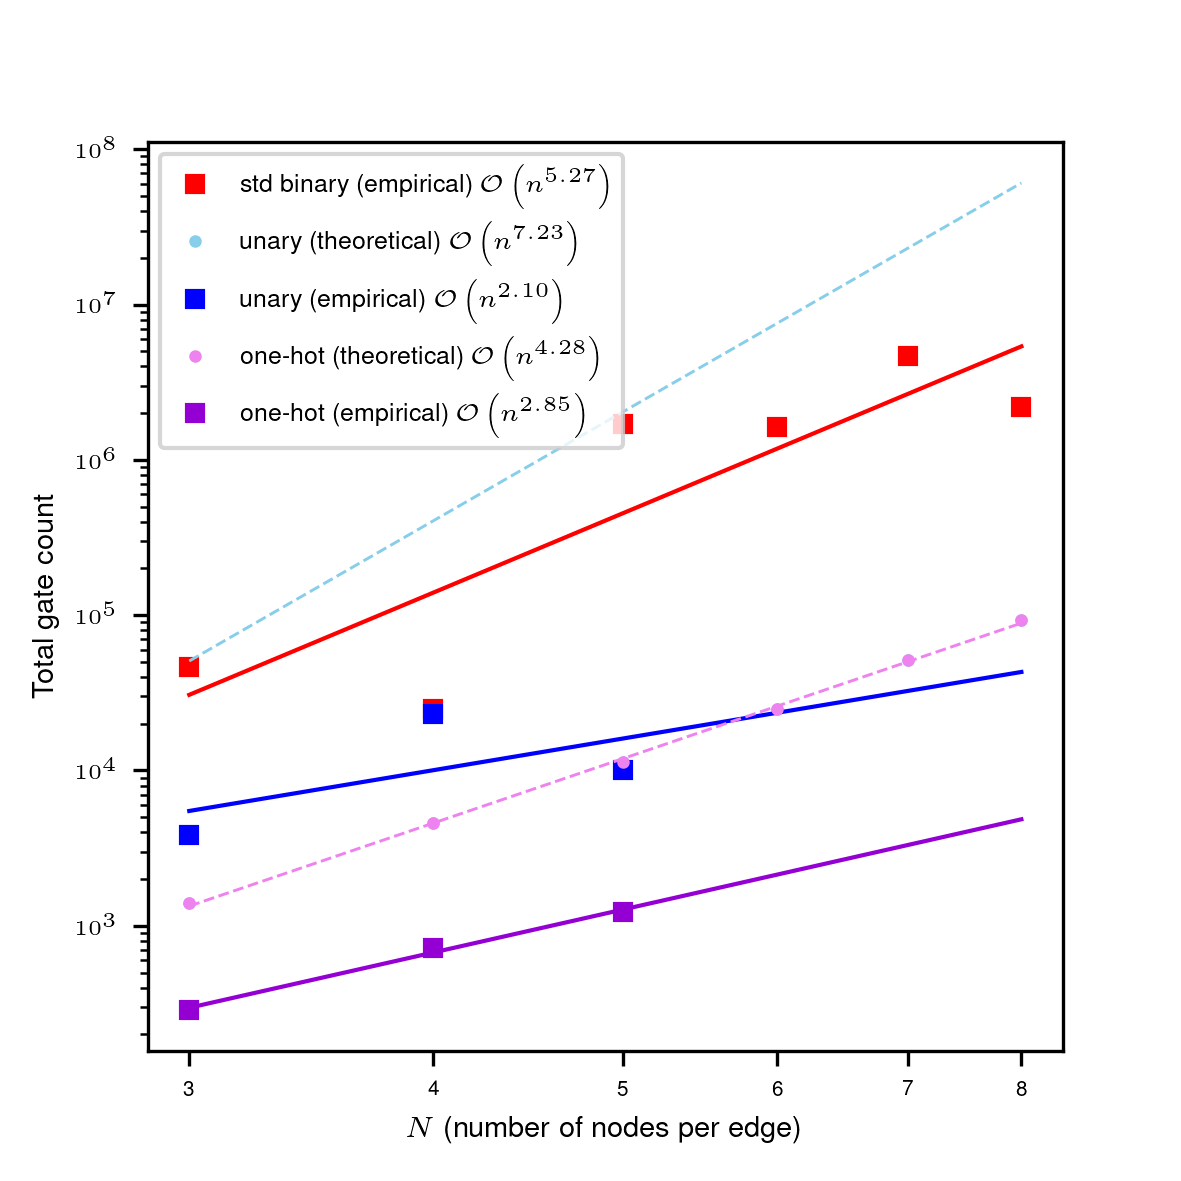 10^8
10^7
10^6
10^5
10^4
10^3
Total gate count
std binary (empirical) 𝒪 (n^5.27)
unary (theoretical) 𝒪 (n^7.23)
unary (empirical) 𝒪 (n^2.10)
one-hot (theoretical) 𝒪 (n^4.28)
one-hot (empirical) 𝒪 (n^2.85)
3 4 5 6 7 8
N (number of nodes per edge)